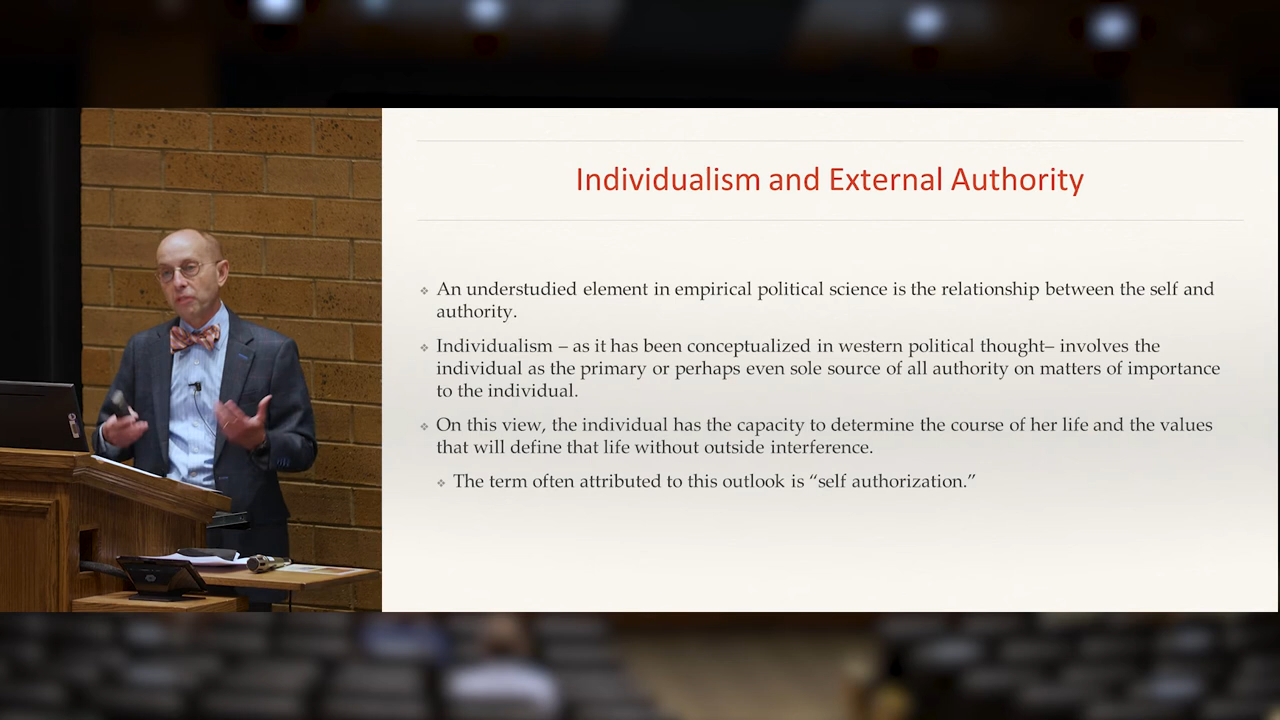 Individualism and External Authority
An understudied element in empirical political science is the relationship between the self and
authority.
Individualism – as it has been conceptualized in western political thought– involves the
individual as the primary or perhaps even sole source of all authority on matters of importance
to the individual.
On this view, the individual has the capacity to determine the course of her life and the values
that will define that life without outside interference.
The term often attributed to this outlook is “self authorization.”